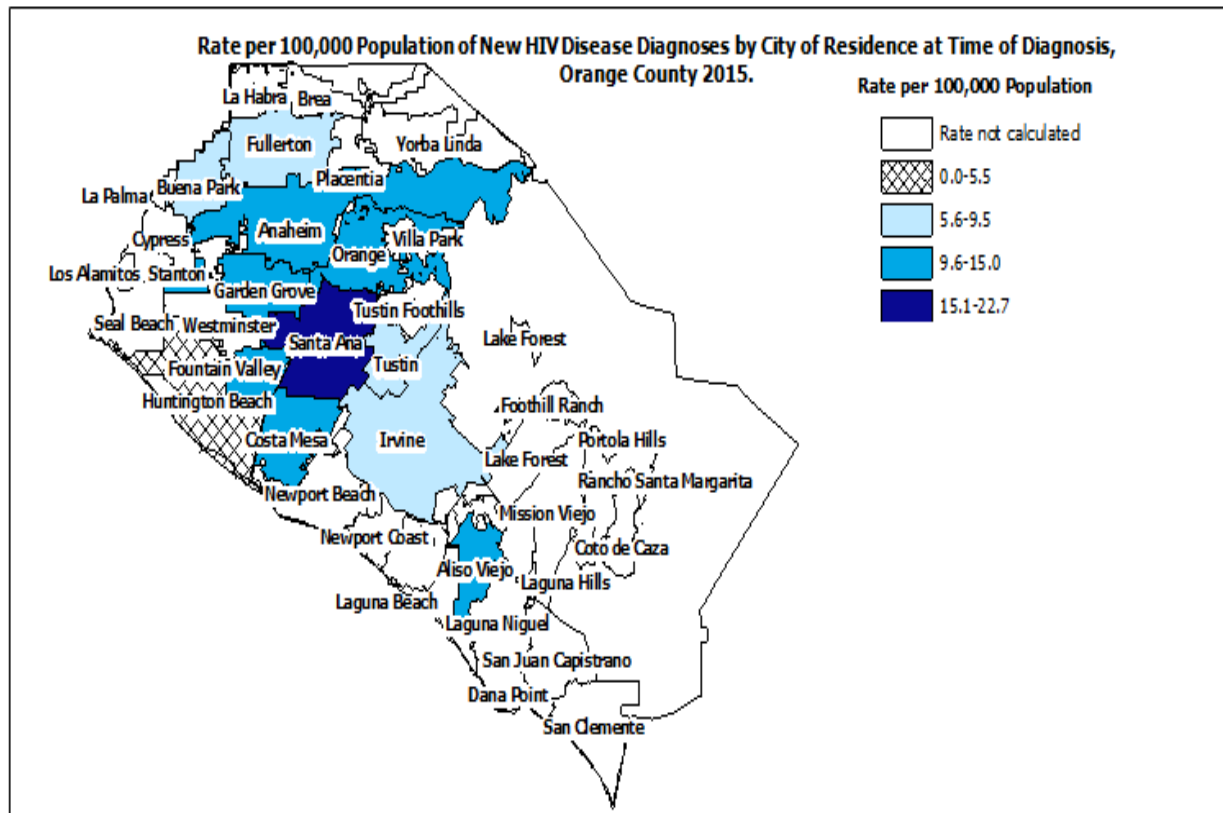 Rate per 100,000 Population of New HIV Disease Diagnoses by City of Residence at Time of Diagnosis,
Orange County 2015.
Rate per 100,000 Population
Rate not calculated
0.0-5.5
5.6-9.5
9.6-15.0
15.1-22.7
La Habra
Brea
Fullerton
Yorba Linda
Placentia
Buena Park
La Palma
Anaheim
Cypress
Villa Park
Orange
Los Alamitos
Stanton
Garden Grove
Tustin Foothills
Seal Beach
Westminster
Santa Ana
Lake Forest
Fountain Valley
Tustin
Huntington Beach
Foothill Ranch
Costa Mesa
Irvine
Portola Hills
Lake Forest
Rancho Santa Margarita
Newport Beach
Mission Viejo
Newport Coast
Coto de Caza
Aliso Viejo
Laguna Hills
Laguna Beach
Laguna Niguel
San Juan Capistrano
Dana Point
San Clemente